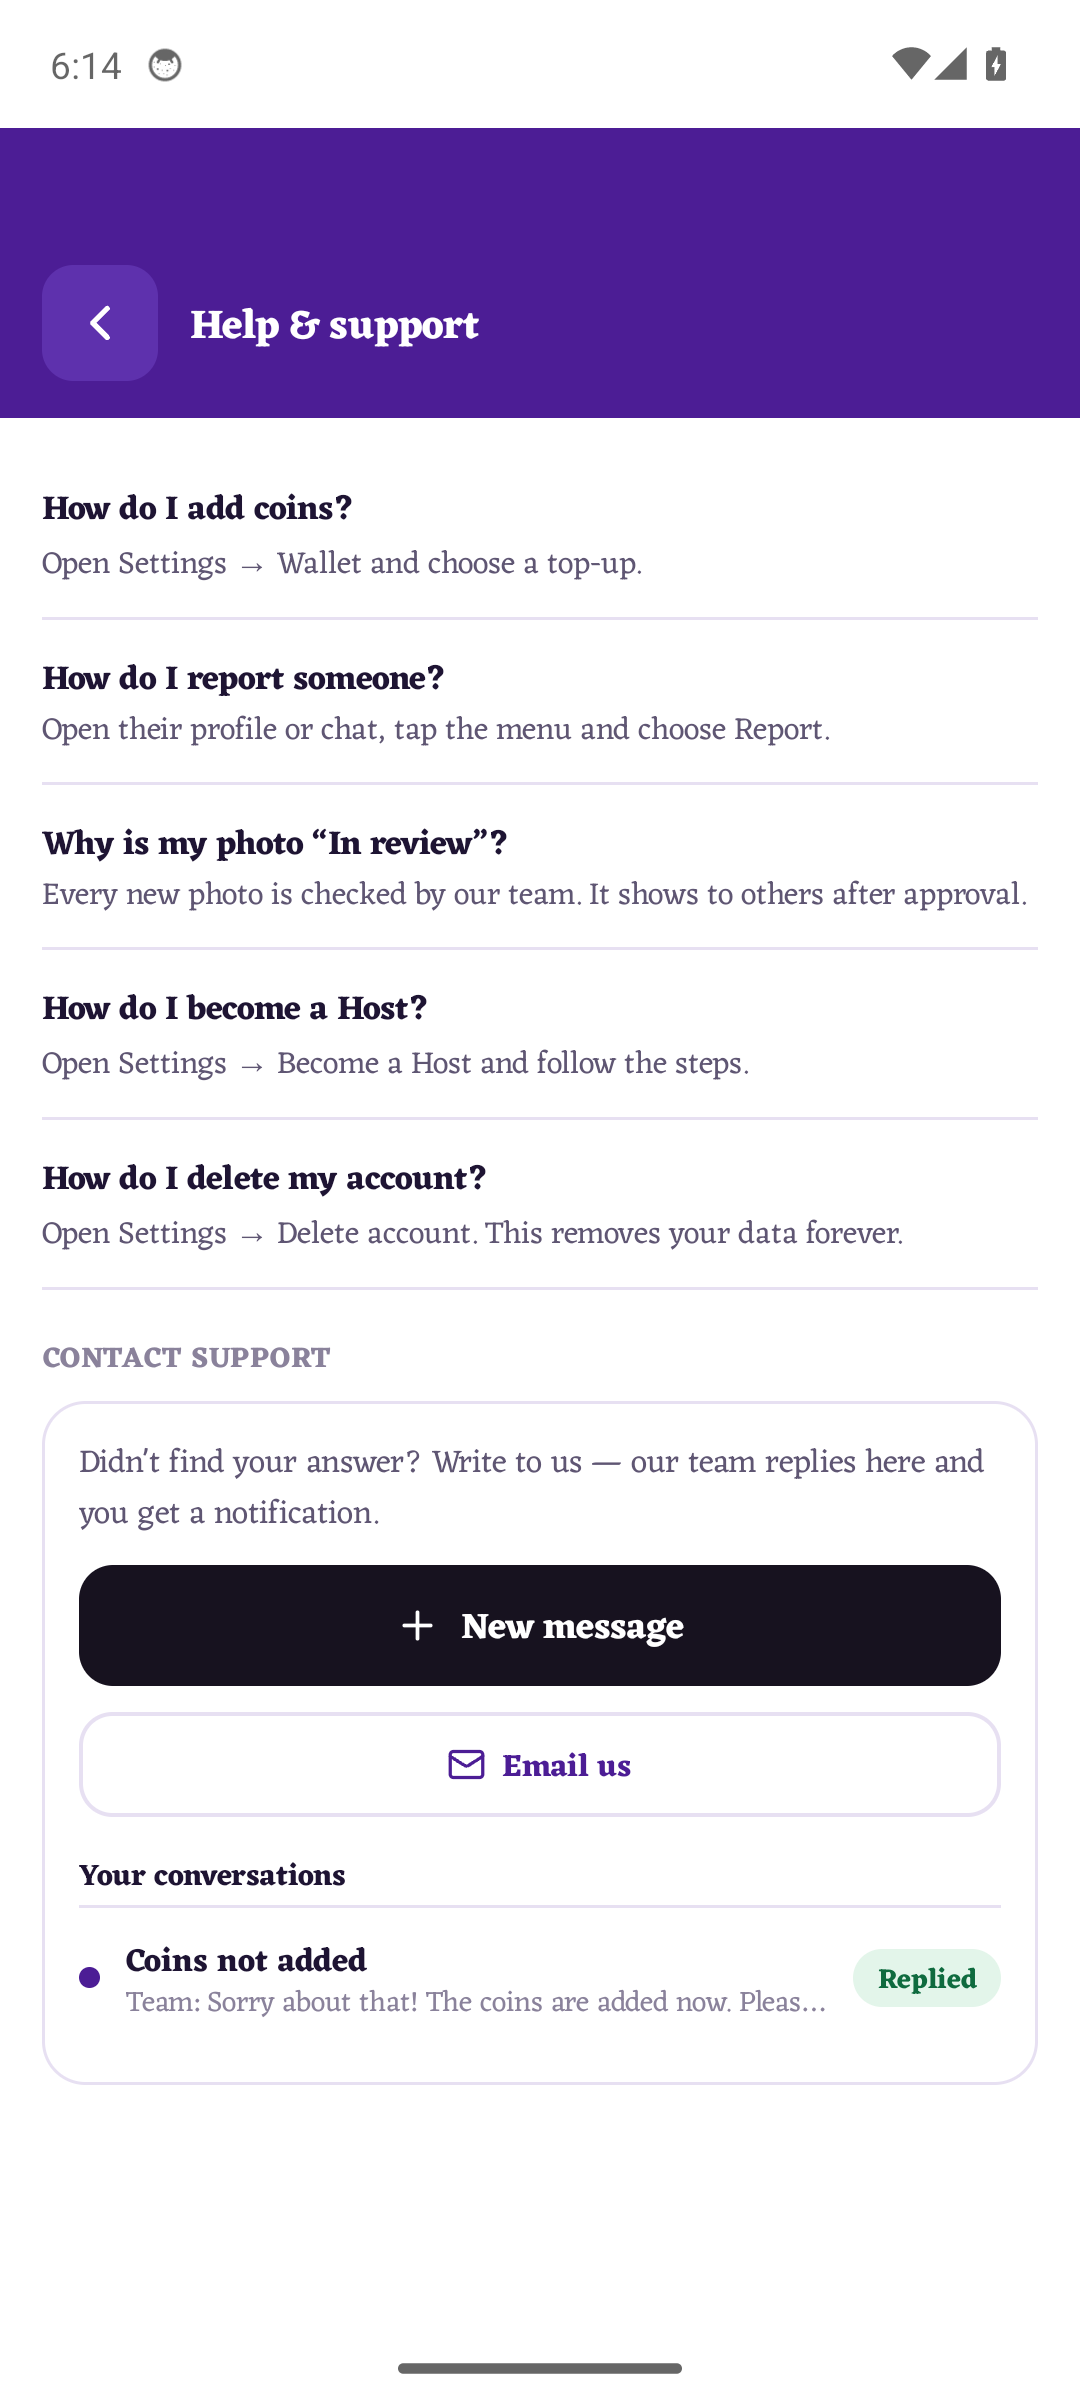 6:14
Help & support
How do I add coins?
Open Settings → Wallet and choose a top-up.
How do I report someone?
Open their profile or chat, tap the menu and choose Report.
Why is my photo “In review”?
Every new photo is checked by our team. It shows to others after approval.
How do I become a Host?
Open Settings → Become a Host and follow the steps.
How do I delete my account?
Open Settings → Delete account. This removes your data forever.
CONTACT SUPPORT
Didn't find your answer? Write to us — our team replies here and
you get a notification.
New message
Email us
Your conversations
Coins not added
Replied
Team: Sorry about that! The coins are added now. Pleas...